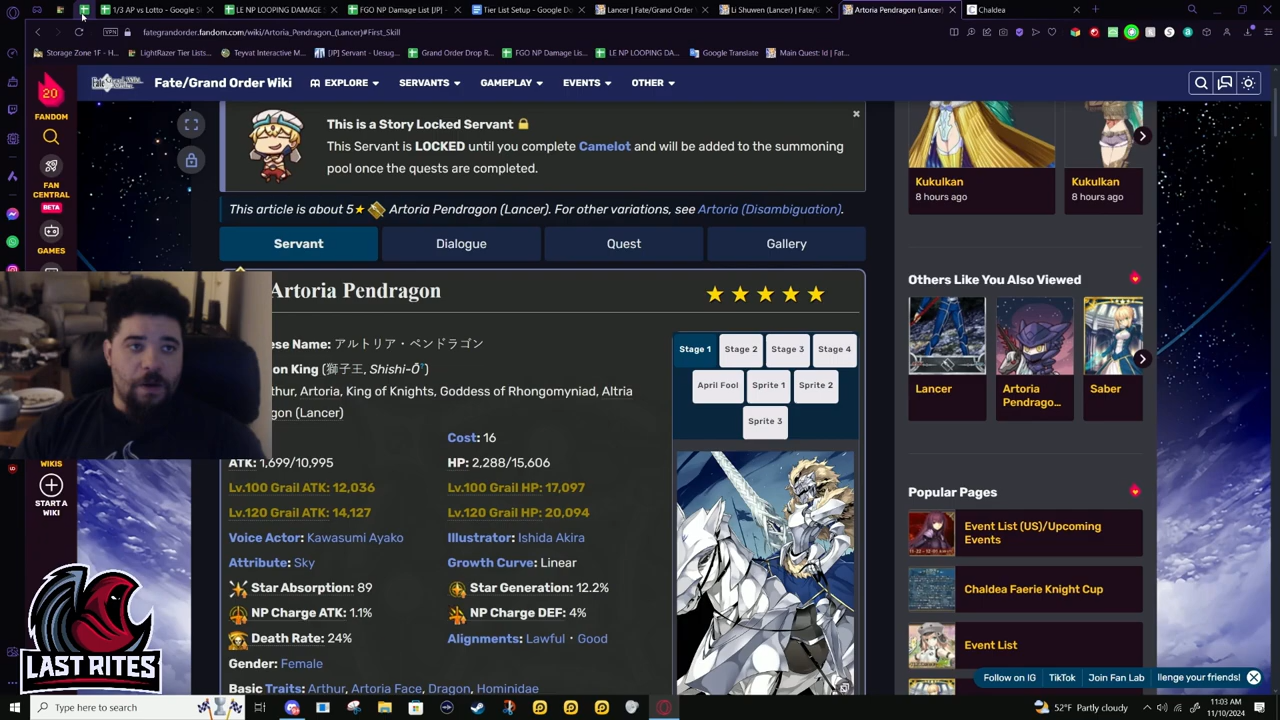 1/3 AP vs Lotto - Google S
LE NP LOOPING DAMAGE
FGO NP Damage List [JP] -
Tier List Setup - Google Do
Lancer | Fate/Grand Order
Li Shuwen (Lancer) | Fate/G
Artoria Pendragon (Lancer)
Chaldea
VPN
fategrandorder.fandom.com/wiki/Artoria_Pendragon_(Lancer)#First_Skill
Storage Zone 1F - H...
LightRazer Tier Lists...
Teyvat Interactive M...
[JP] Servant - Uesug...
Grand Order Drop R...
FGO NP Damage Lis...
LE NP LOOPING DA...
Google Translate
Main Quest: Id | Fat...
20
FANDOM
FAN CENTRAL
BETA
GAMES
WIKIS
START A WIKI
Fate/Grand Order Wiki
EXPLORE
SERVANTS
GAMEPLAY
EVENTS
OTHER
This is a Story Locked Servant
This Servant is LOCKED until you complete Camelot and will be added to the summoning
pool once the quests are completed.
This article is about 5★ Artoria Pendragon (Lancer). For other variations, see Artoria (Disambiguation).
Servant
Dialogue
Quest
Gallery
Artoria Pendragon
ese Name: アルトリア・ペンドラゴン
on King (獅子王, Shishi-Ō?)
thur, Artoria, King of Knights, Goddess of Rhongomyniad, Altria
gon (Lancer)
Cost: 16
ATK: 1,699/10,995
HP: 2,288/15,606
Lv.100 Grail ATK: 12,036
Lv.100 Grail HP: 17,097
Lv.120 Grail ATK: 14,127
Lv.120 Grail HP: 20,094
Voice Actor: Kawasumi Ayako
Illustrator: Ishida Akira
Attribute: Sky
Growth Curve: Linear
Star Absorption: 89
Star Generation: 12.2%
NP Charge ATK: 1.1%
NP Charge DEF: 4%
Death Rate: 24%
Alignments: Lawful・Good
Gender: Female
Basic Traits: Arthur, Artoria Face, Dragon, Hominidae
Stage 1
Stage 2
Stage 3
Stage 4
April Fool
Sprite 1
Sprite 2
Sprite 3
Kukulkan
8 hours ago
Kukulkan
8 hours ago
Others Like You Also Viewed
Lancer
Artoria
Pendrago...
Saber
Popular Pages
Event List (US)/Upcoming
Events
Chaldea Faerie Knight Cup
Event List
Follow on IG
TikTok
Join Fan Lab
llenge your friends!
LAST RITES
Type here to search
52°F Partly cloudy
11:03 AM
11/10/2024